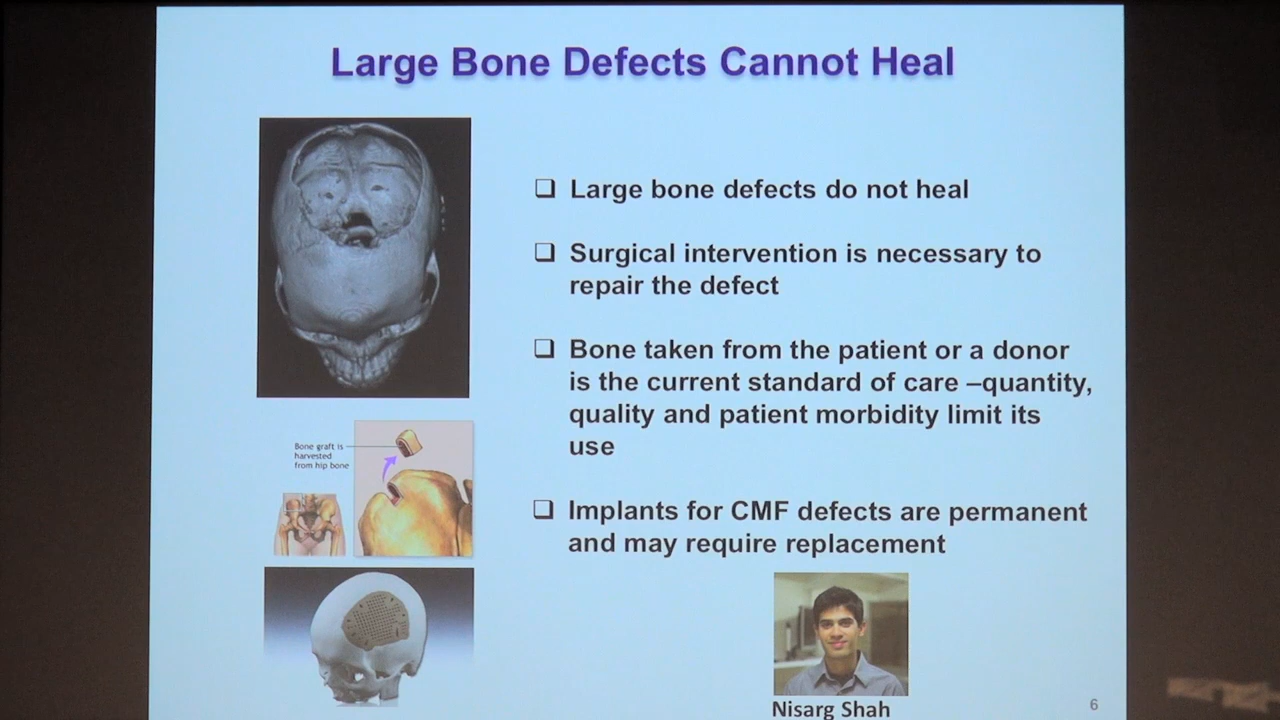 Large Bone Defects Cannot Heal
❑ Large bone defects do not heal
❑ Surgical intervention is necessary to
repair the defect
❑ Bone taken from the patient or a donor
is the current standard of care –quantity,
quality and patient morbidity limit its
use
❑ Implants for CMF defects are permanent
and may require replacement
Bone graft is
harvested
from hip bone
Nisarg Shah
6